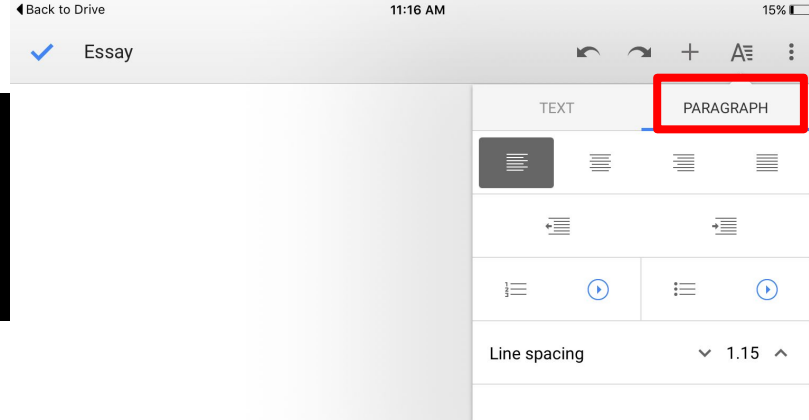 Back to Drive 11:16 AM 15%
Essay
TEXT PARAGRAPH
Line spacing 1.15